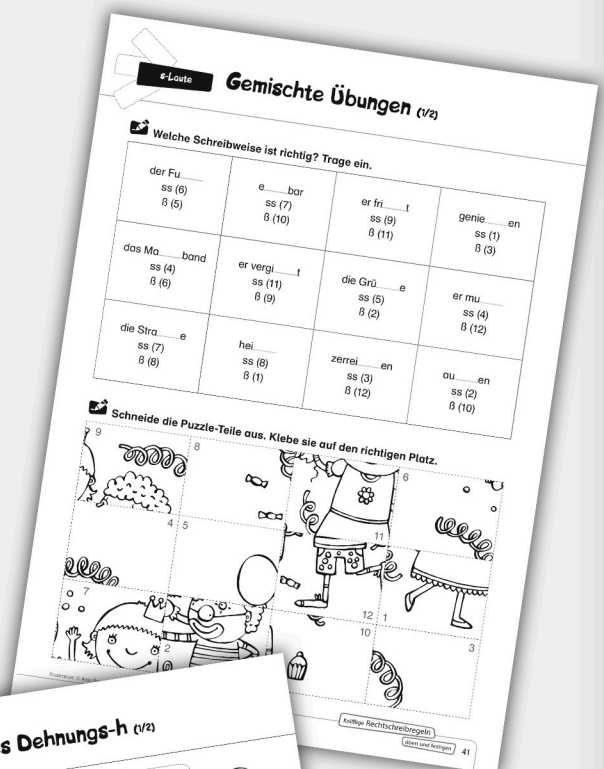 s-Laute
Gemischte Übungen (1/2)
Welche Schreibweise ist richtig? Trage ein.
der Fu........
ss (6)
ß (5)
e........bar
ss (7)
ß (10)
er fri........t
ss (9)
ß (11)
genie........en
ss (1)
ß (3)
das Ma........band
ss (4)
ß (6)
er vergi........t
ss (11)
ß (9)
die Grü........e
ss (5)
ß (2)
er mu........
ss (4)
ß (12)
die Stra........e
ss (7)
ß (8)
hei........
ss (8)
ß (1)
zerrei........en
ss (3)
ß (12)
au........en
ss (2)
ß (10)
Schneide die Puzzle-Teile aus. Klebe sie auf den richtigen Platz.
9
8
11
6
4
5
12
1
7
2
10
3
Knifflige Rechtschreibregeln
üben und festigen
41
s Dehnungs-h (1/2)